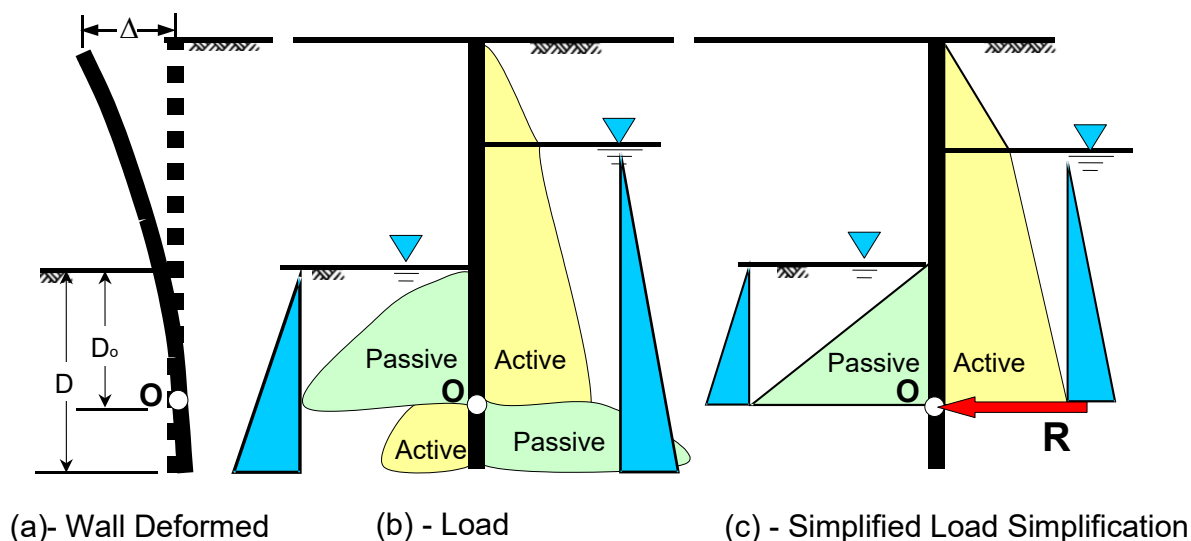 Δ
D
Dₒ
O
Passive
Active
O
Active
Passive
Passive
Active
O
R
(a)- Wall Deformed
(b) - Load
(c) - Simplified Load Simplification